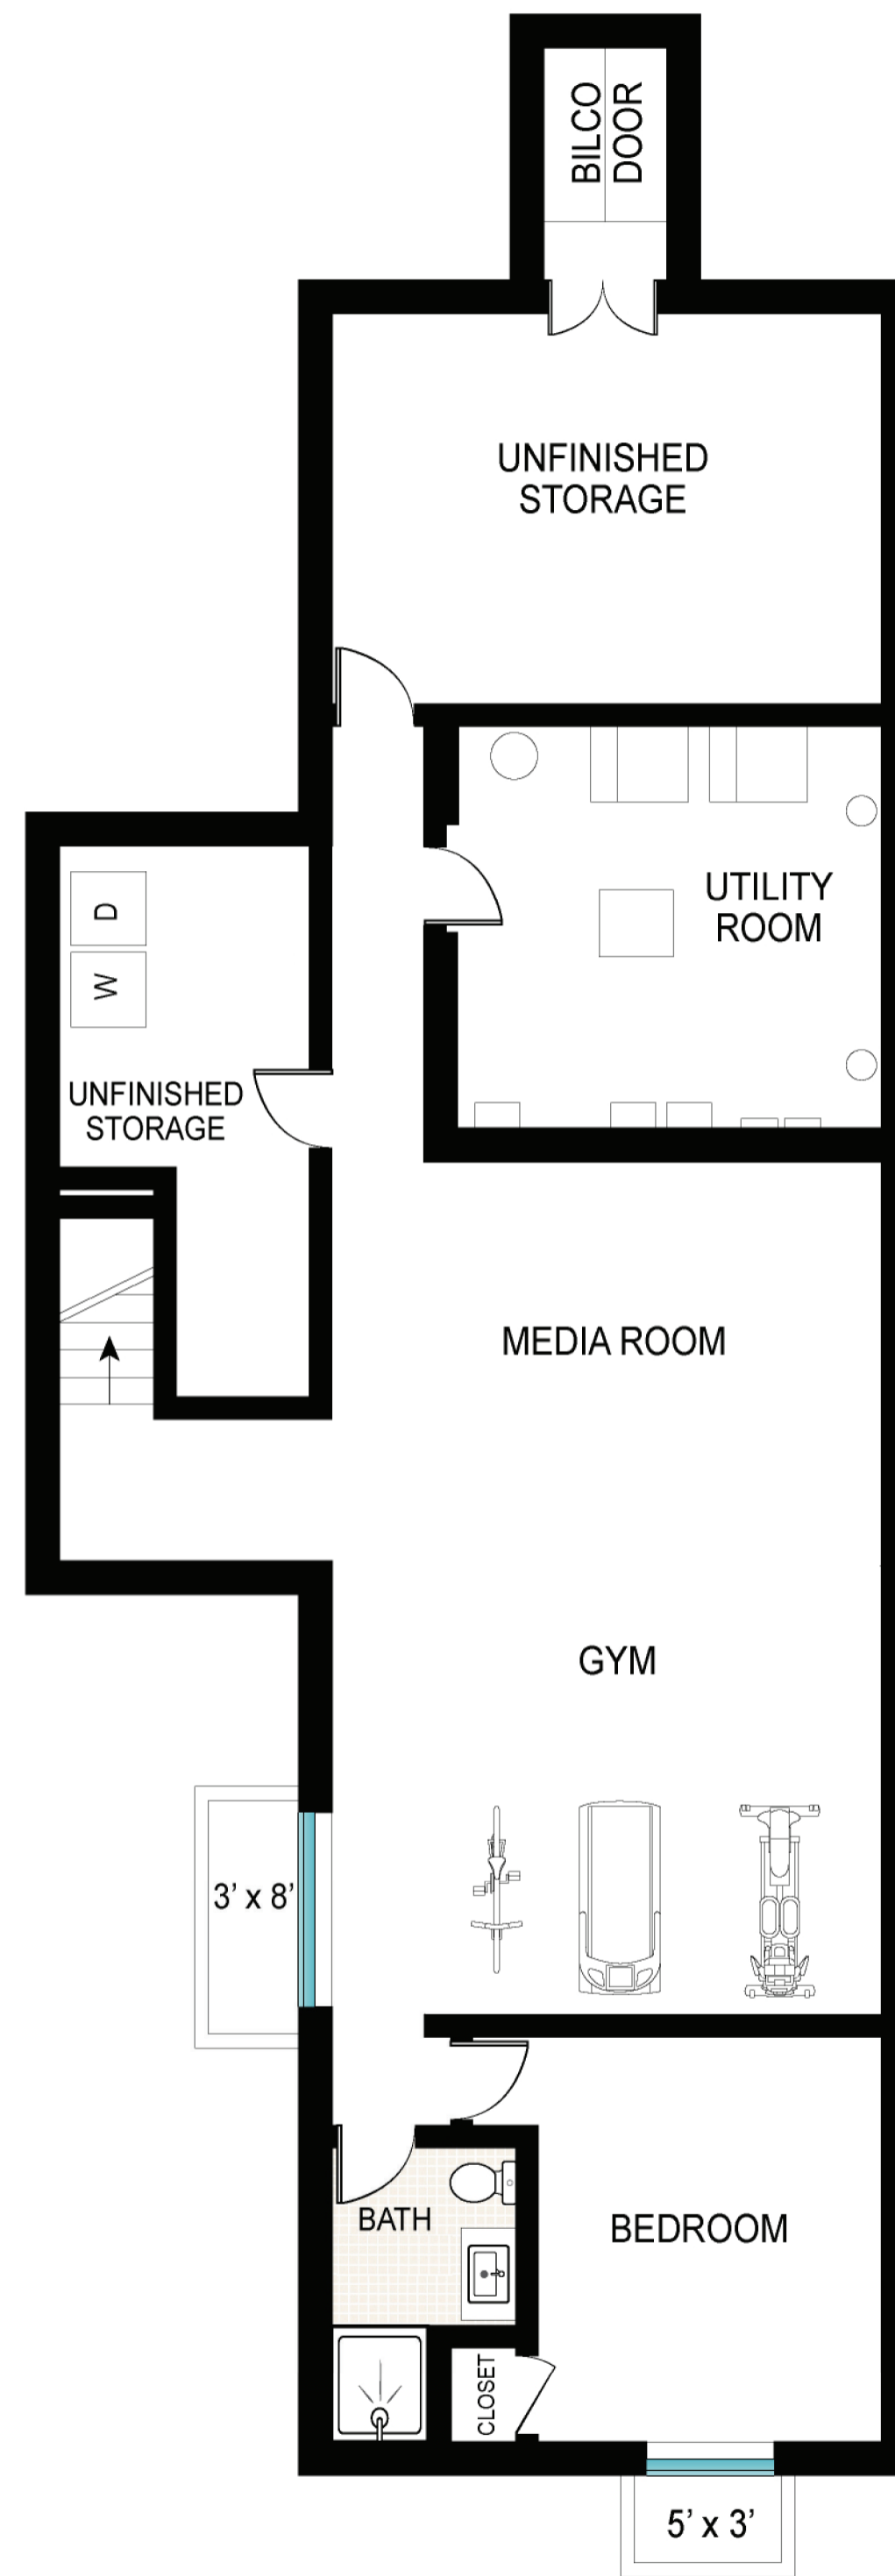 BILCO
DOOR
UNFINISHED
STORAGE
UTILITY
ROOM
D
W
UNFINISHED
STORAGE
MEDIA ROOM
GYM
3’ x 8’
BATH
BEDROOM
CLOSET
5’ x 3’